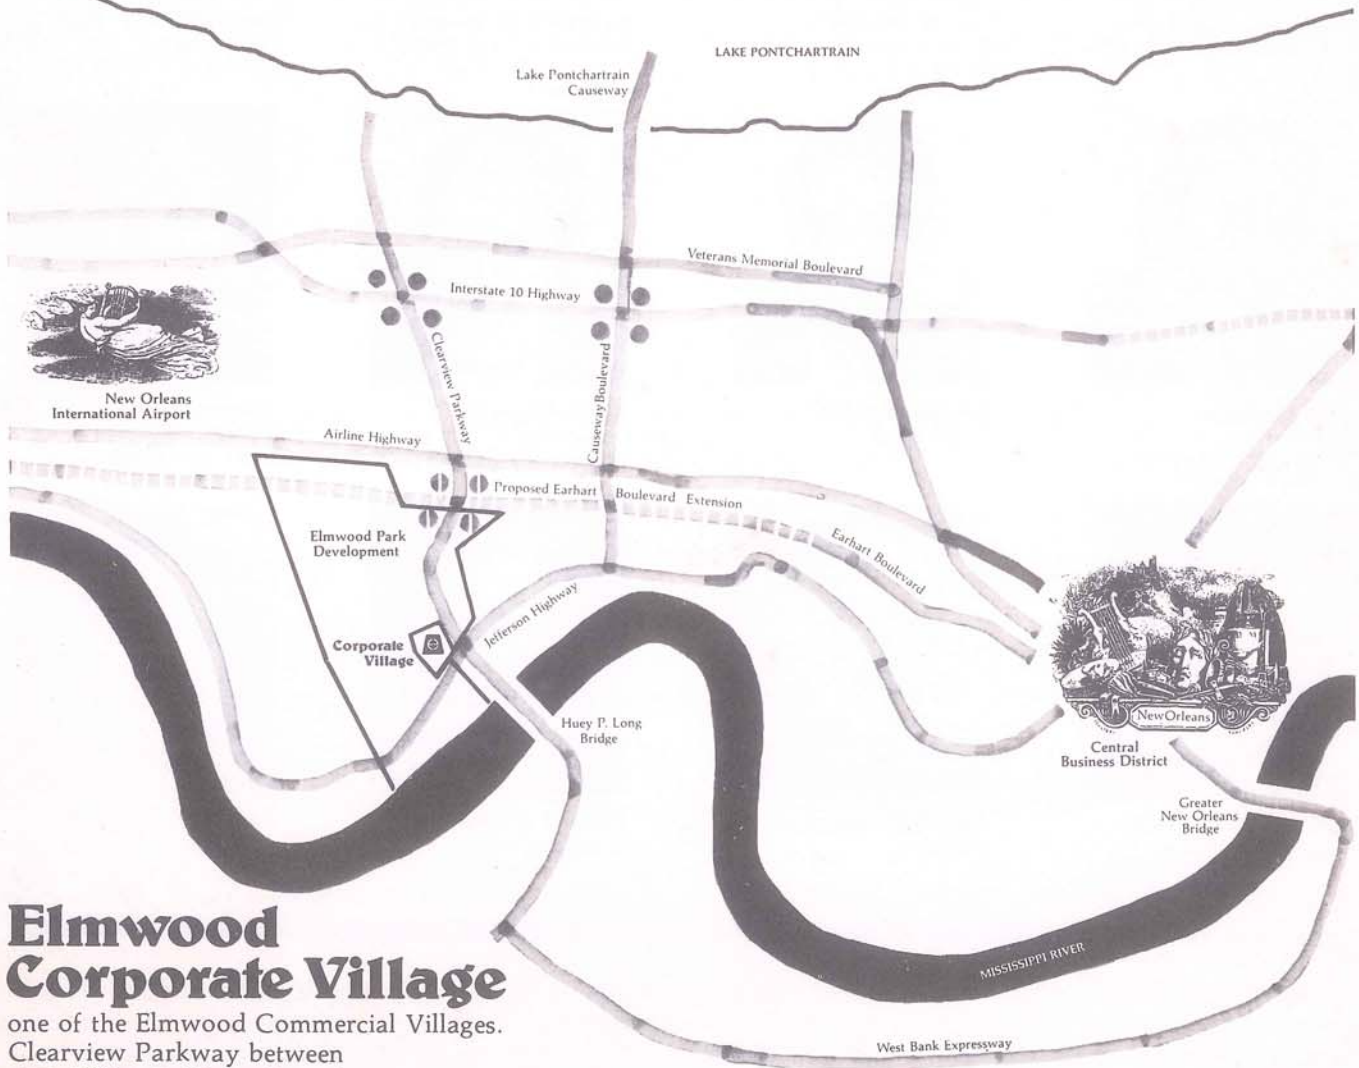 LAKE PONTCHARTRAIN
Lake Pontchartrain
Causeway
Veterans Memorial Boulevard
Interstate 10 Highway
New Orleans
International Airport
Clearview Parkway
Causeway Boulevard
Airline Highway
Proposed Earhart Boulevard Extension
Elmwood Park
Development
Earhart Boulevard
Jefferson Highway
Corporate
Village
Huey P. Long
Bridge
New Orleans
Central
Business District
Greater
New Orleans
Bridge
MISSISSIPPI RIVER
West Bank Expressway
Elmwood
Corporate Village
one of the Elmwood Commercial Villages.
Clearview Parkway between